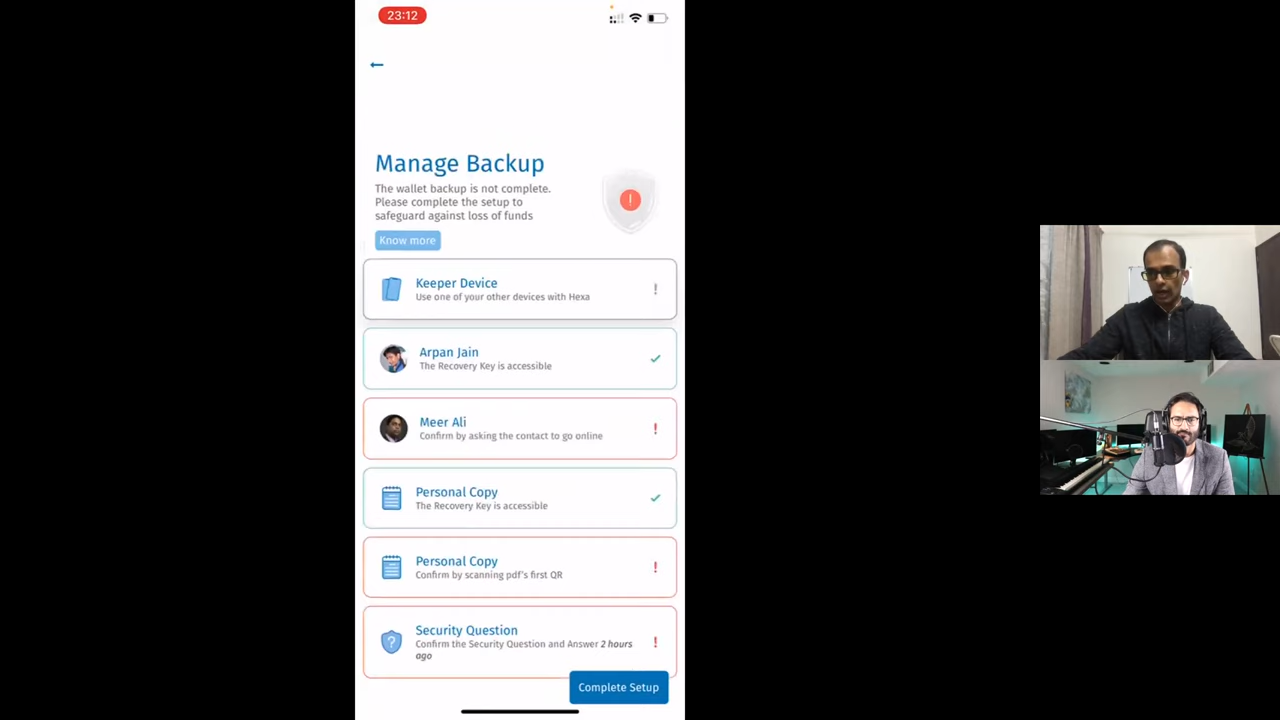 23:12
Manage Backup
The wallet backup is not complete.
Please complete the setup to
safeguard against loss of funds
Know more
Keeper Device
Use one of your other devices with Hexa
!
Arpan Jain
The Recovery Key is accessible
Meer Ali
Confirm by asking the contact to go online
!
Personal Copy
The Recovery Key is accessible
Personal Copy
Confirm by scanning pdf's first QR
!
Security Question
Confirm the Security Question and Answer 2 hours
ago
!
Complete Setup